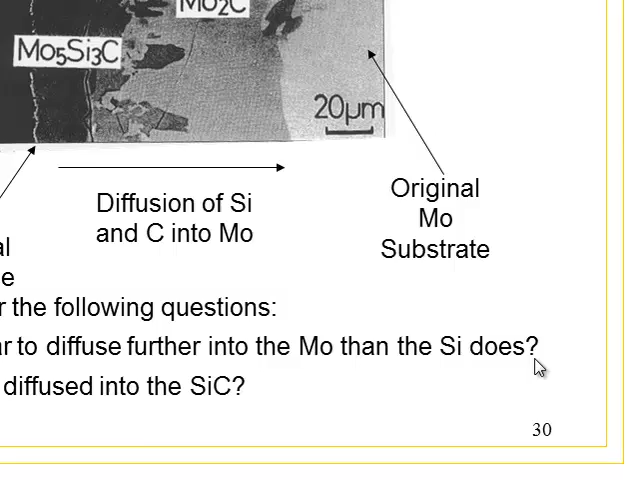 Mo2C
Mo5Si3C
20μm
Diffusion of Si
and C into Mo
Original
Mo
Substrate
al
e
r the following questions:
ar to diffuse further into the Mo than the Si does?
diffused into the SiC?
30